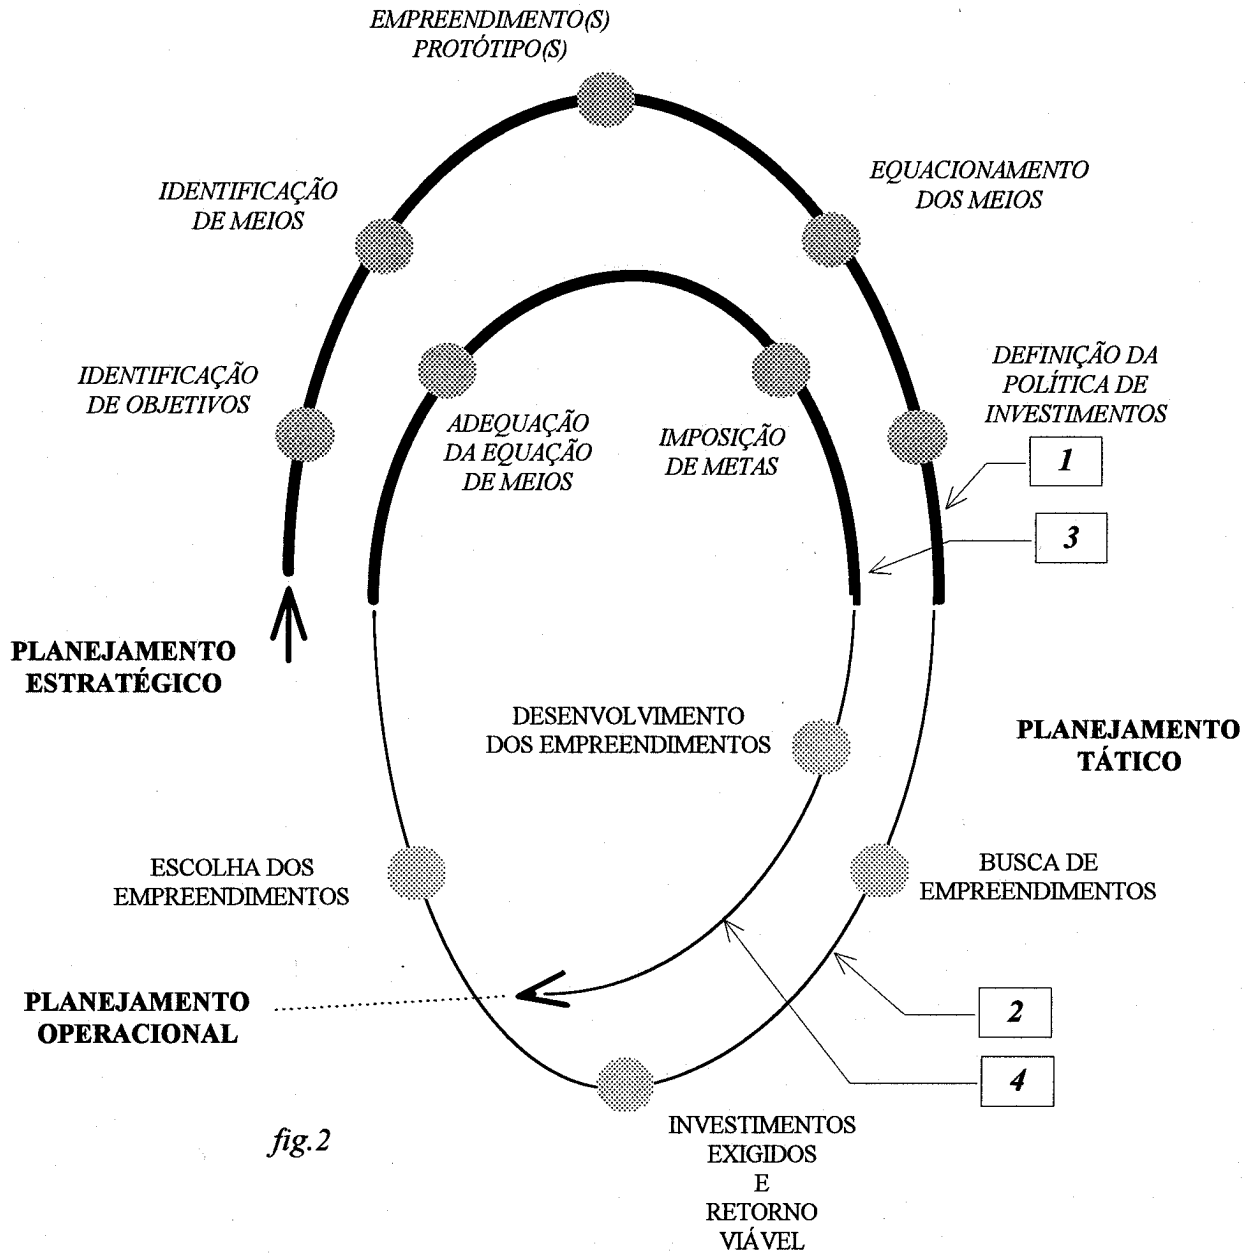 EMPREENDIMENTO(S)
PROTÓTIPO(S)
IDENTIFICAÇÃO
DE MEIOS
EQUACIONAMENTO
DOS MEIOS
IDENTIFICAÇÃO
DE OBJETIVOS
DEFINIÇÃO DA
POLÍTICA DE
INVESTIMENTOS
ADEQUAÇÃO
DA EQUAÇÃO
DE MEIOS
IMPOSIÇÃO
DE METAS
1
3
PLANEJAMENTO
ESTRATÉGICO
DESENVOLVIMENTO
DOS EMPREENDIMENTOS
PLANEJAMENTO
TÁTICO
ESCOLHA DOS
EMPREENDIMENTOS
BUSCA DE
EMPREENDIMENTOS
PLANEJAMENTO
OPERACIONAL
2
4
fig.2
INVESTIMENTOS
EXIGIDOS
E
RETORNO
VIÁVEL